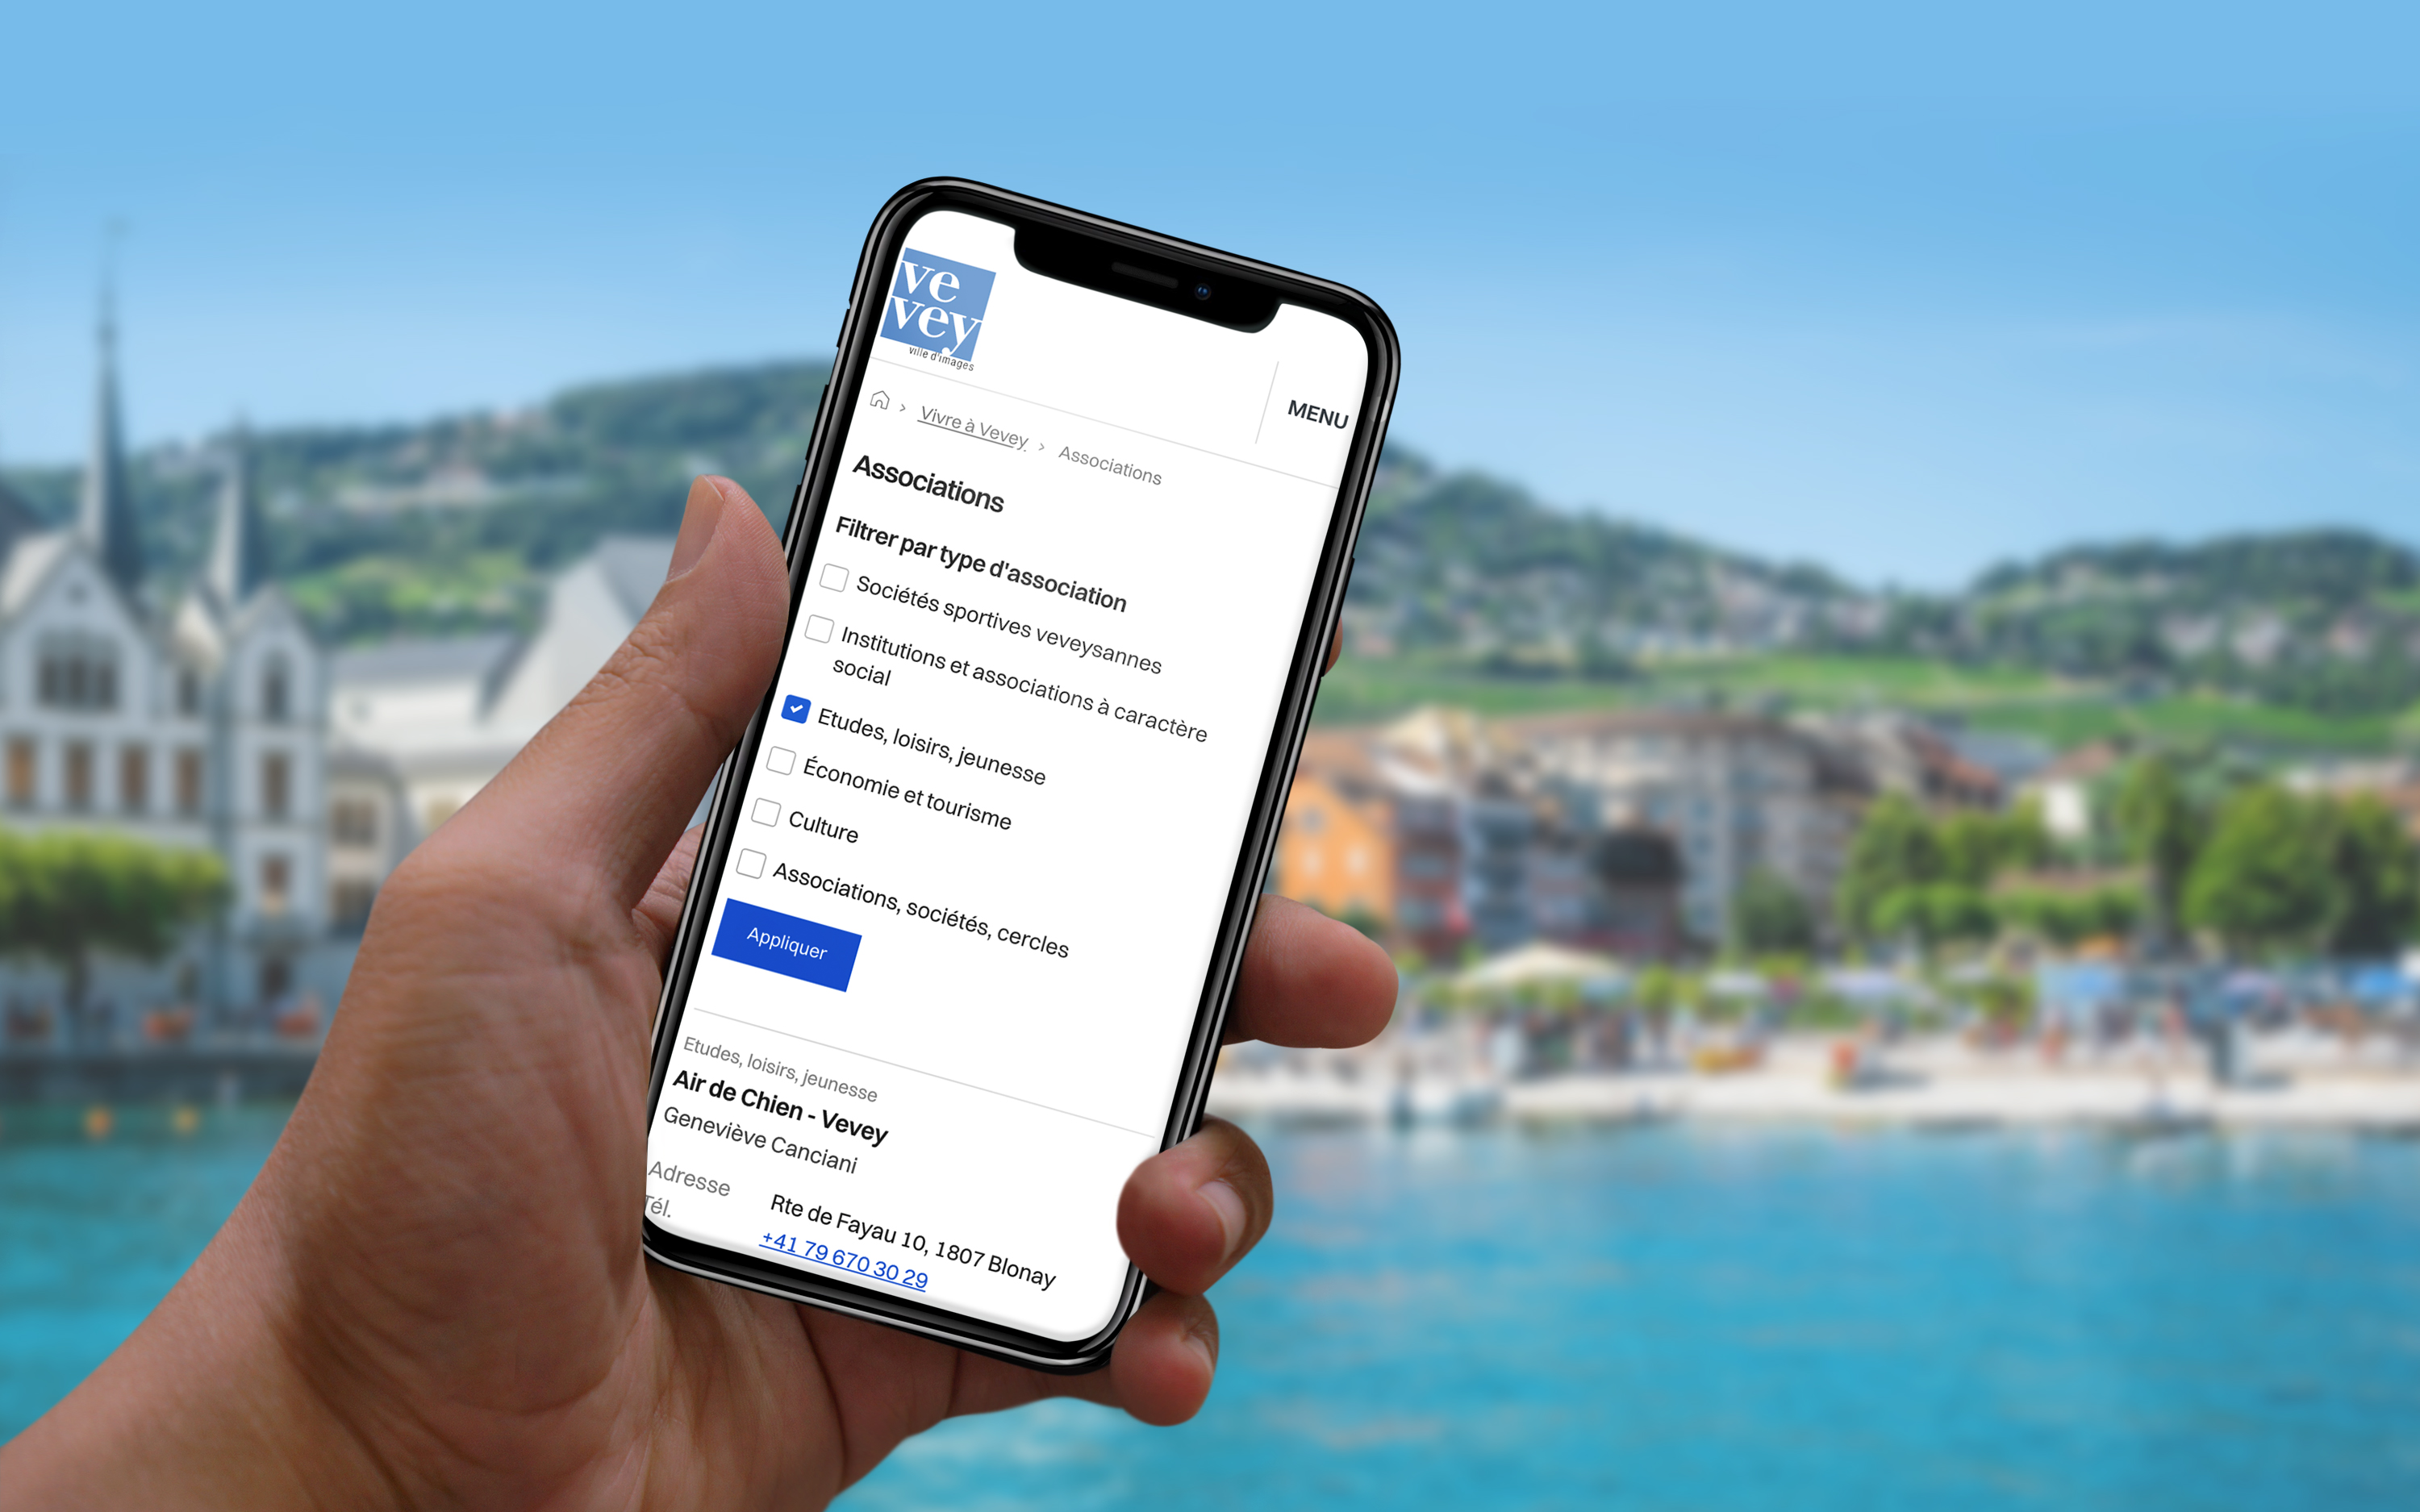 ve
vey
ville d'images
MENU
Vivre à Vevey > Associations
Associations
Filtrer par type d'association
Sociétés sportives veveysannes
Institutions et associations à caractère
social
Etudes, loisirs, jeunesse
Économie et tourisme
Culture
Associations, sociétés, cercles
Appliquer
Etudes, loisirs, jeunesse
Air de Chien - Vevey
Geneviève Canciani
Adresse Rte de Fayau 10, 1807 Blonay
Tél. +41 79 670 30 29